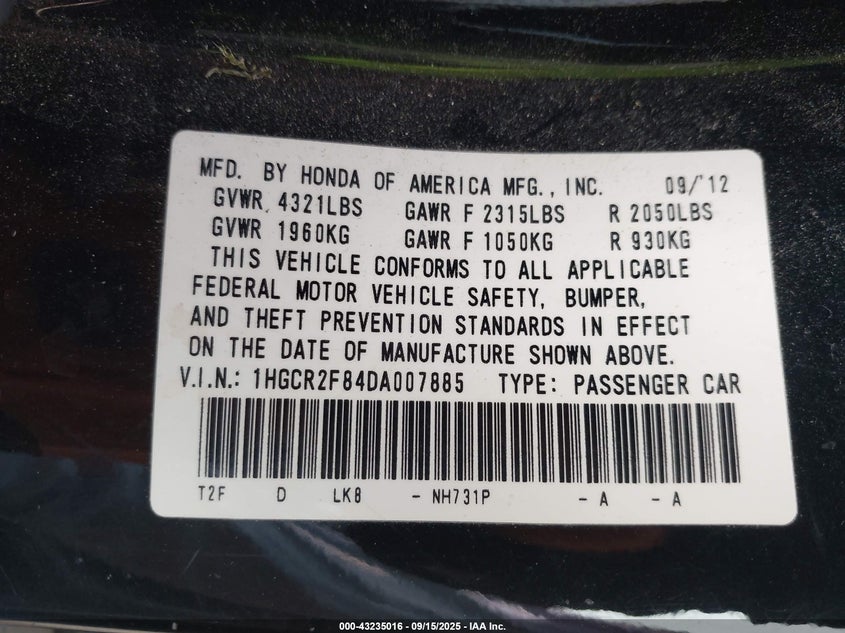 MFD. BY HONDA OF AMERICA MFG., INC. 09/'12
GVWR 4321LBS GAWR F 2315LBS R 2050LBS
GVWR 1960KG GAWR F 1050KG R 930KG
THIS VEHICLE CONFORMS TO ALL APPLICABLE
FEDERAL MOTOR VEHICLE SAFETY, BUMPER,
AND THEFT PREVENTION STANDARDS IN EFFECT
ON THE DATE OF MANUFACTURE SHOWN ABOVE.
V.I.N.: 1HGCR2F84DA007885 TYPE: PASSENGER CAR
T2F D LK8 - NH731P - A - A
000-43235016 - 09/15/2025 - IAA Inc.